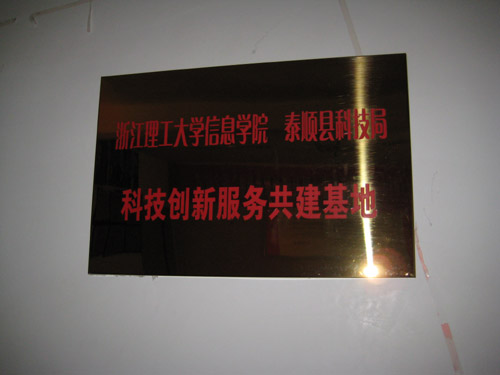 浙江理工大学信息学院 泰顺县科技局
科技创新服务共建基地